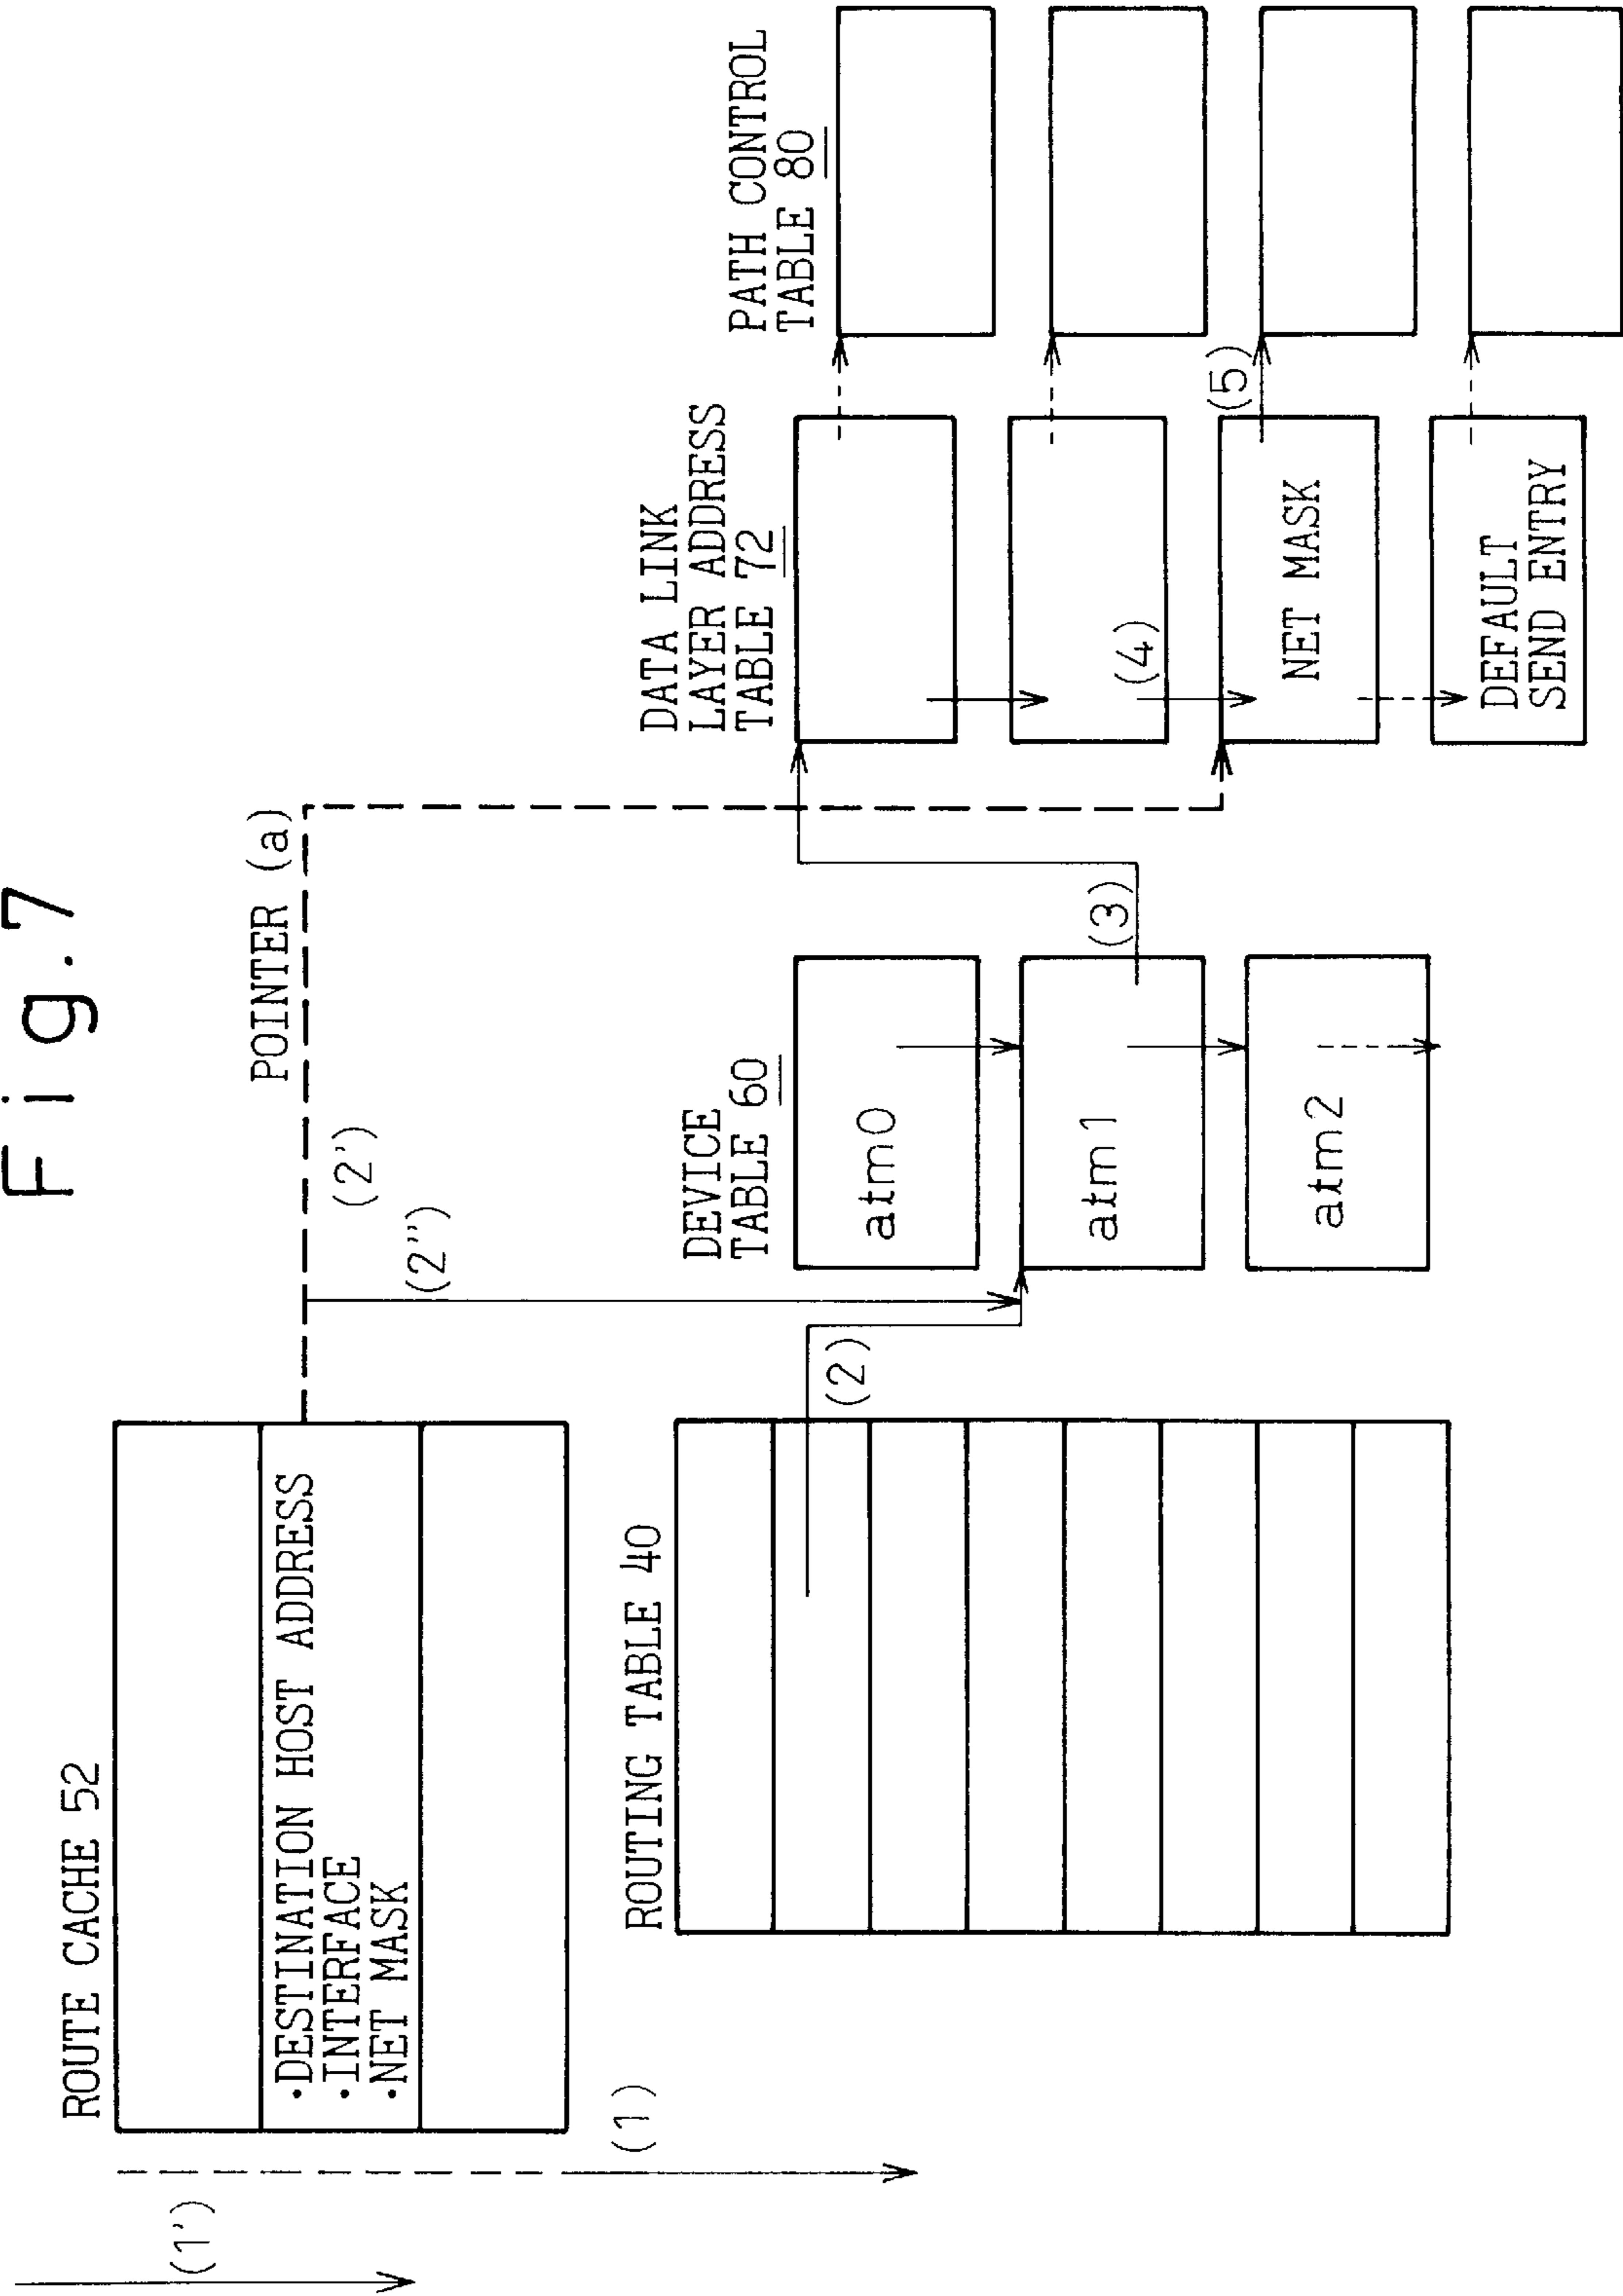 Fig.7
ROUTE CACHE 52
(1')
·DESTINATION HOST ADDRESS
·INTERFACE
·NET MASK
POINTER (a)
(2')
(2'')
(1)
ROUTING TABLE 40
(2)
DEVICE
TABLE 60
atm0
atm1
atm2
(3)
DATA LINK
LAYER ADDRESS
TABLE 72
(4)
NET MASK
DEFAULT
SEND ENTRY
(5)
PATH CONTROL
TABLE 80